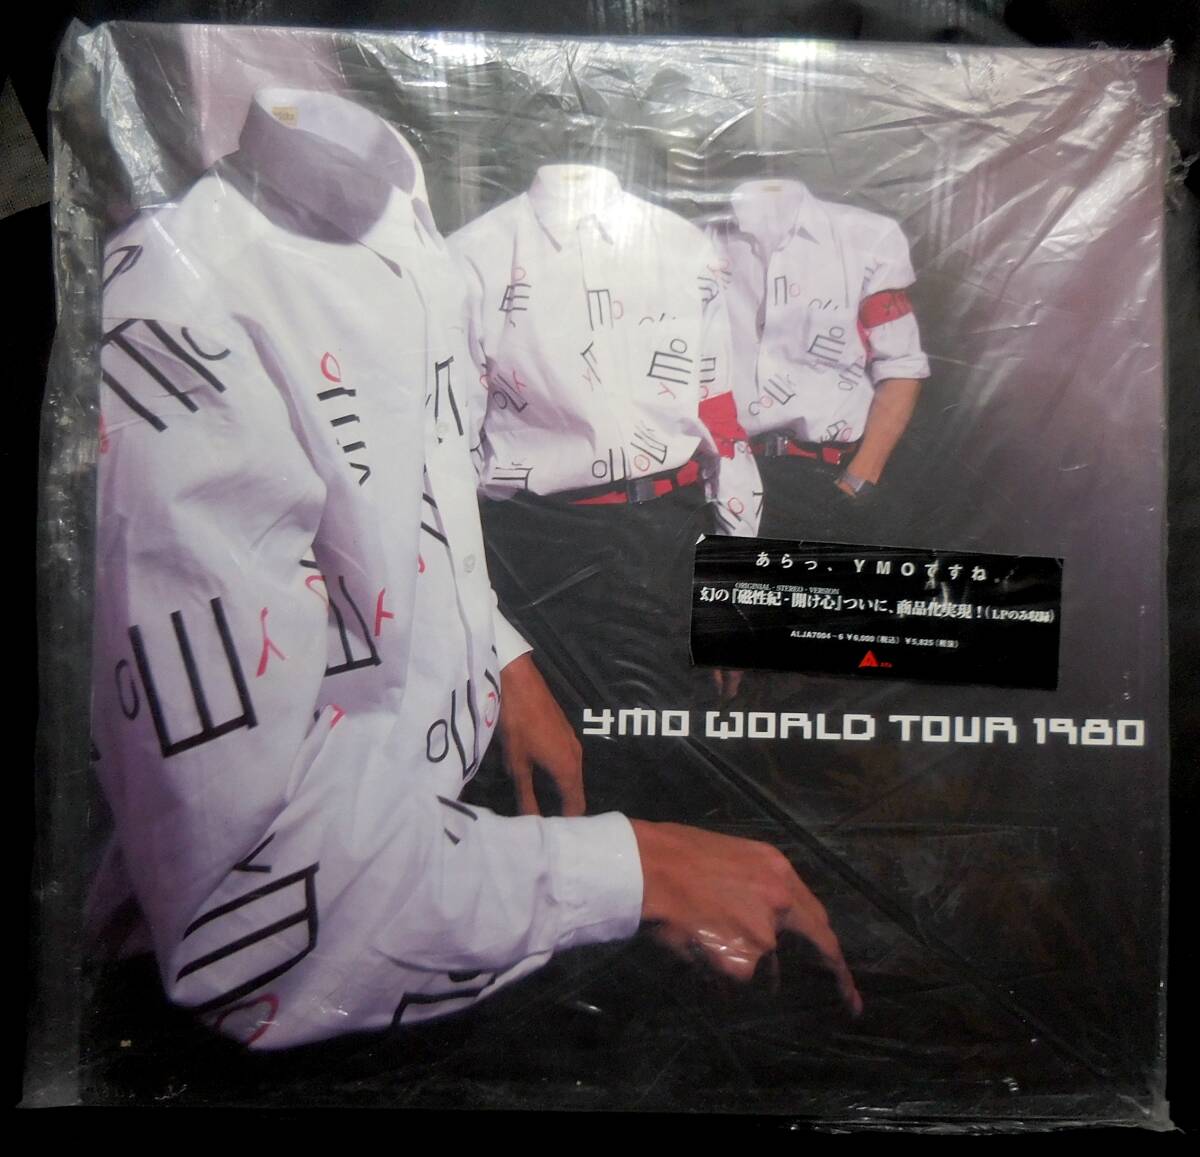 あらっ、YMOですね。
ORIGINIAL・STEREO・VERSION
幻の「磁性紀-開け心」ついに、商品化実現！(LPのみ収録)
ALJA7004~6 ¥6,000(税込) ¥5,825(税抜)
YMO WORLD TOUR 1980